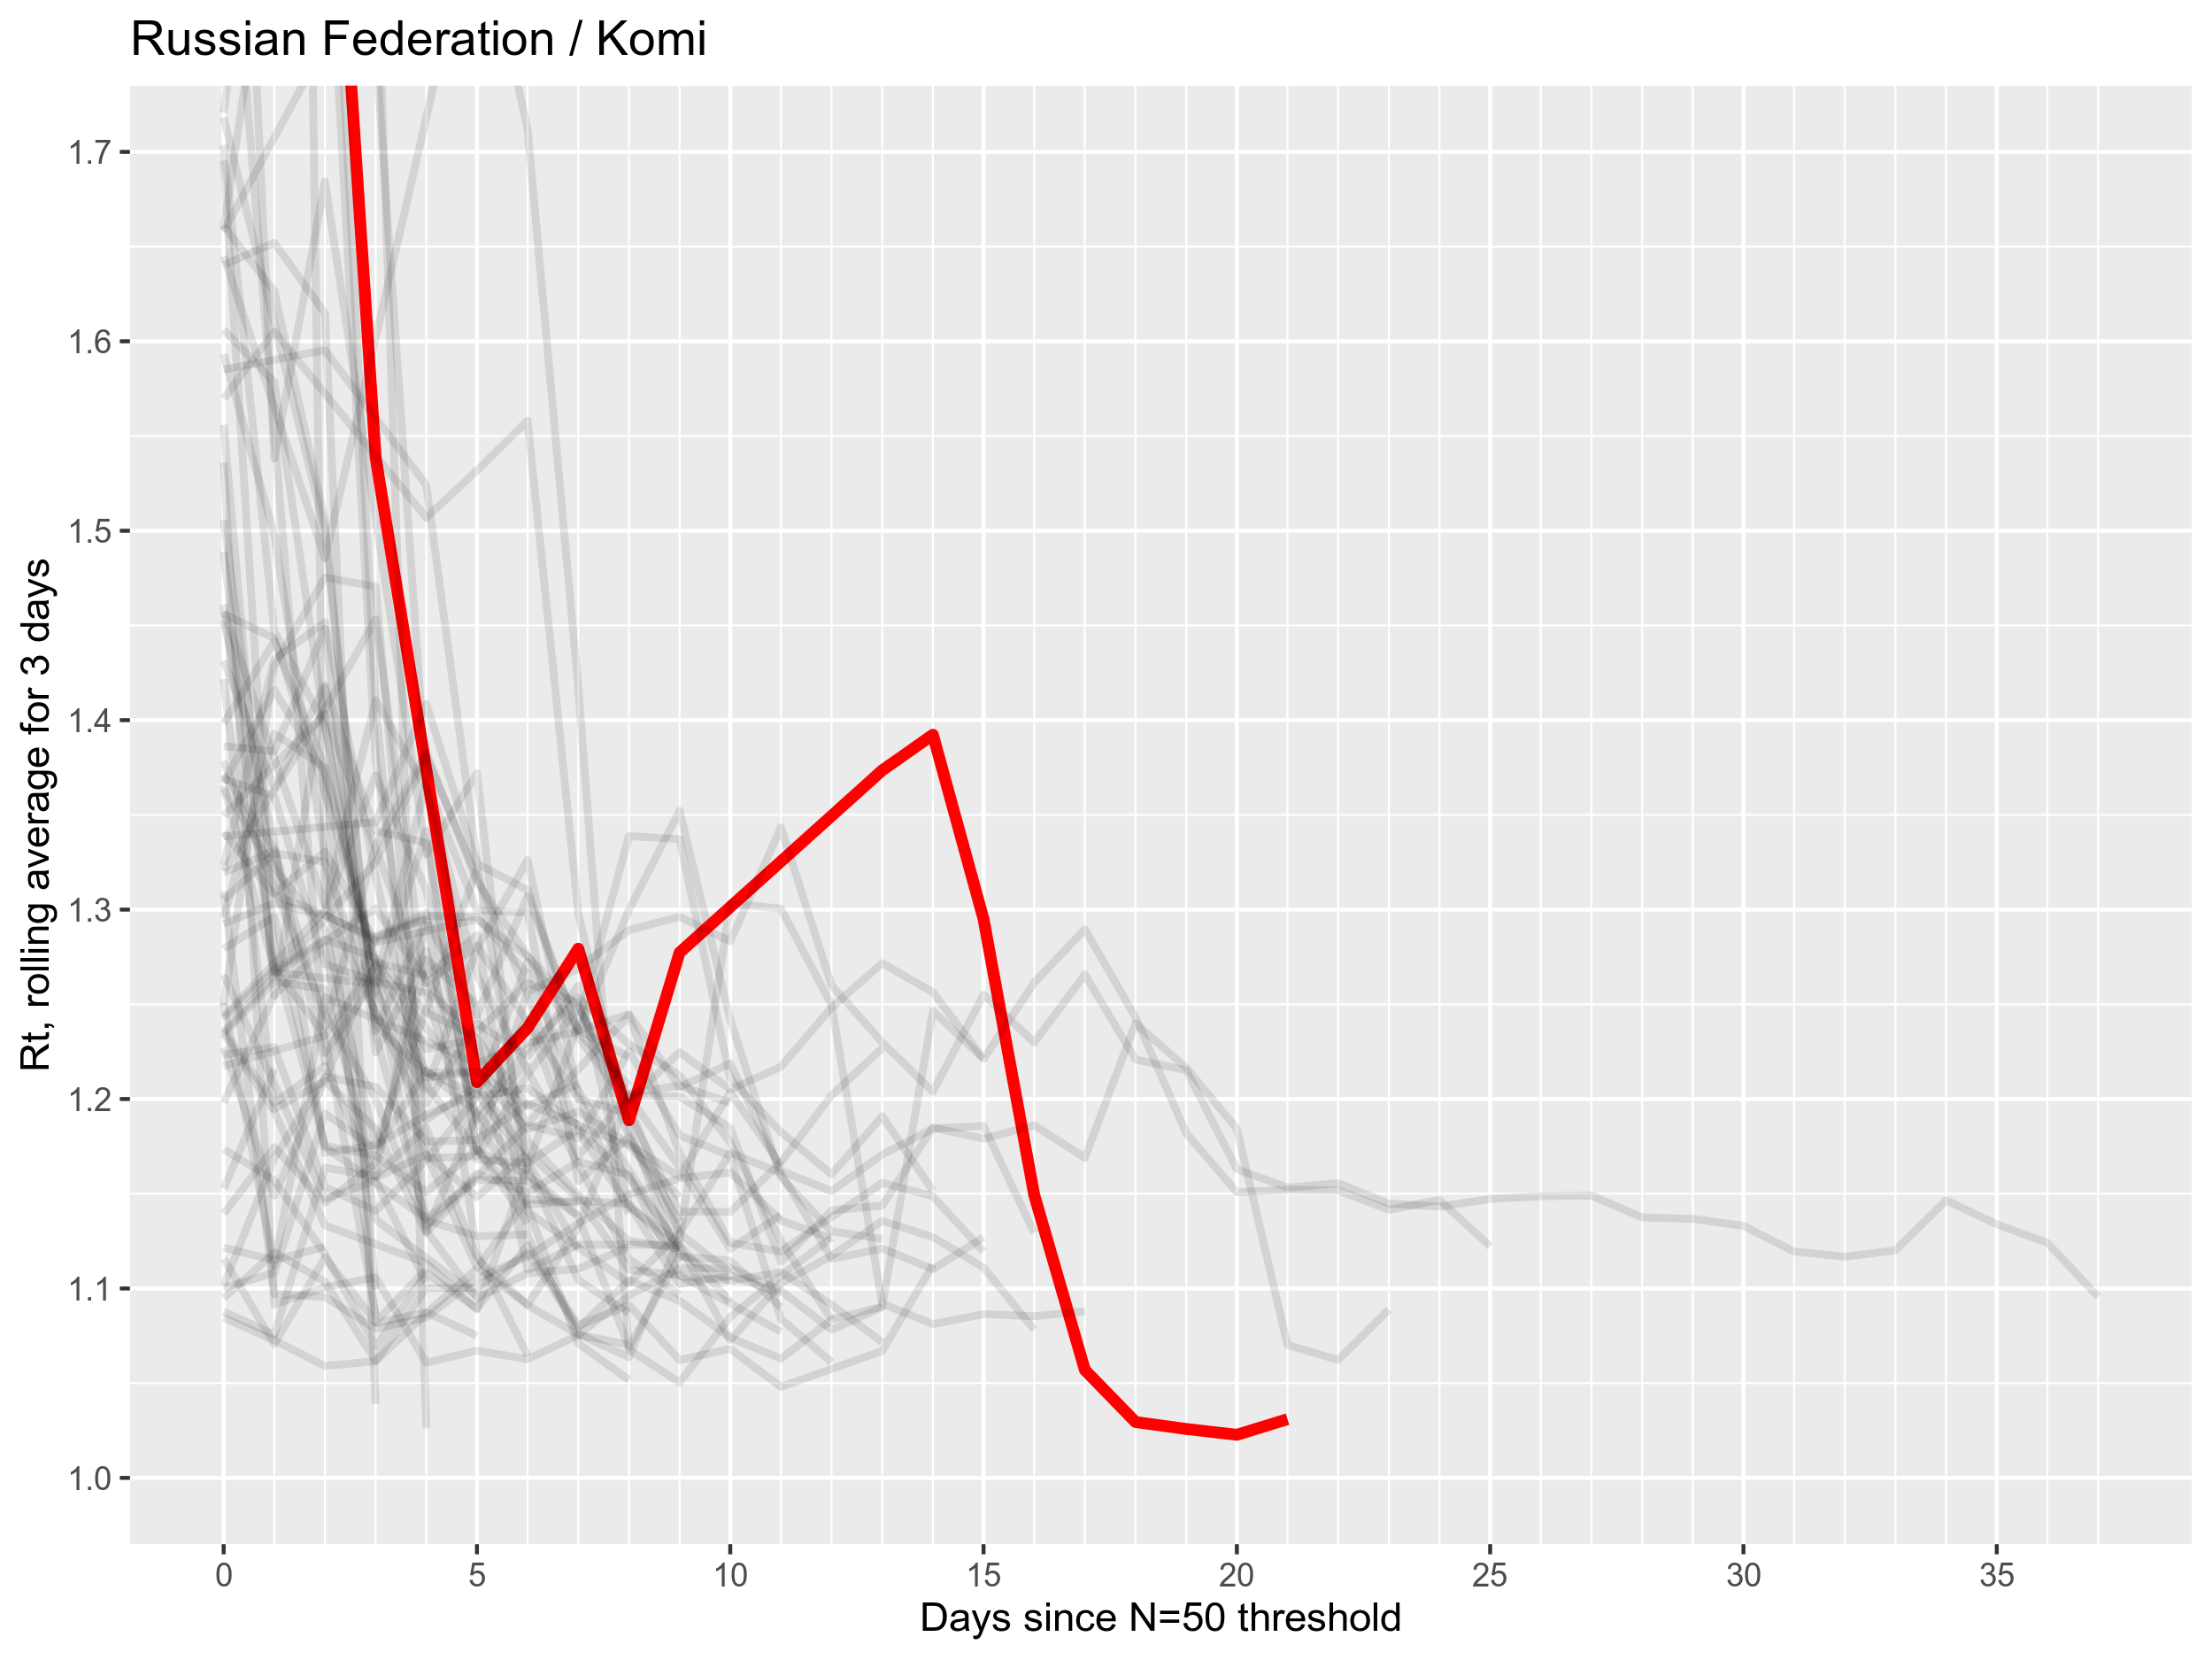 Russian Federation / Komi
Rt, rolling average for 3 days
1.7
1.6
1.5
1.4
1.3
1.2
1.1
1.0
0 5 10 15 20 25 30 35
Days since N=50 threshold